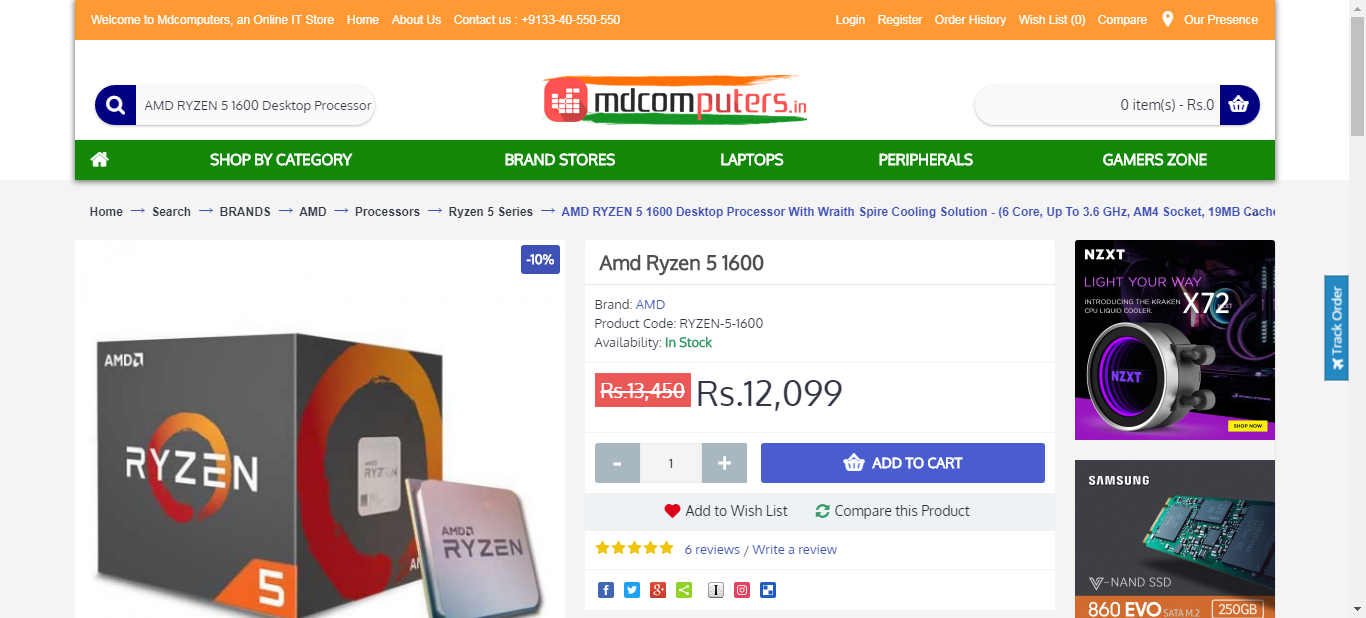 Welcome to Mdcomputers, an Online IT Store Home About Us Contact us : +9133-40-550-550
Login Register Order History Wish List (0) Compare Our Presence
AMD RYZEN 5 1600 Desktop Processor
mdcomputers.in
0 item(s) - Rs.0
SHOP BY CATEGORY BRAND STORES LAPTOPS PERIPHERALS GAMERS ZONE
Home → Search → BRANDS → AMD → Processors → Ryzen 5 Series → AMD RYZEN 5 1600 Desktop Processor With Wraith Spire Cooling Solution - (6 Core, Up To 3.6 GHz, AM4 Socket, 19MB Cache
-10%
AMD
RYZEN
5
RYZEN
AMD
RYZEN
Amd Ryzen 5 1600
Brand: AMD
Product Code: RYZEN-5-1600
Availability: In Stock
Rs.13,450 Rs.12,099
- 1 + ADD TO CART
Add to Wish List Compare this Product
6 reviews / Write a review
NZXT
LIGHT YOUR WAY
INTRODUCING THE KRAKEN
CPU LIQUID COOLER.
X72
NZXT
SHOP NOW
SAMSUNG
V-NAND SSD
860 EVO SATA M.2 250GB
Track Order